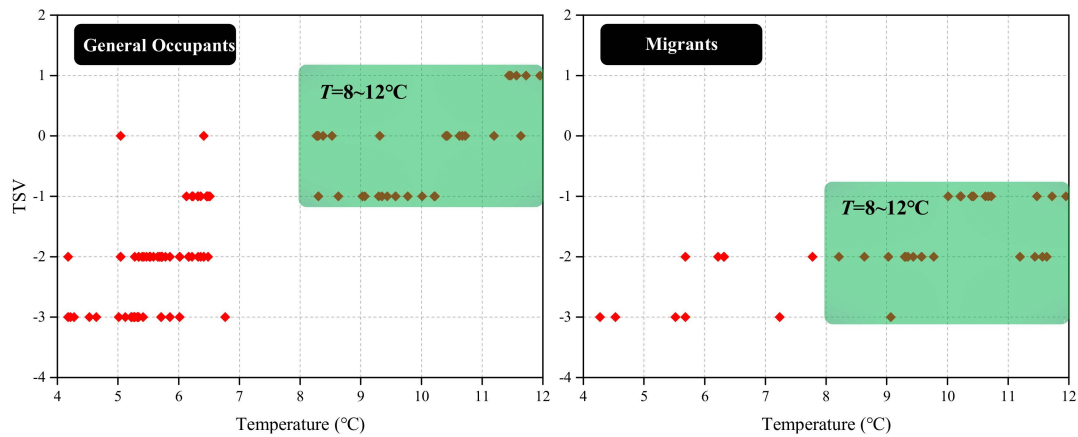 General Occupants
T=8~12℃
2
1
0
-1
-2
-3
-4
TSV
4 5 6 7 8 9 10 11 12
Temperature (℃)
Migrants
T=8~12℃
2
1
0
-1
-2
-3
-4
4 5 6 7 8 9 10 11 12
Temperature (℃)